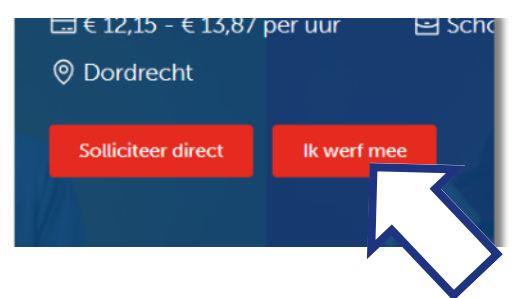 € 12,15 - € 13,87 per uur
Dordrecht
Solliciteer direct Ik werf mee